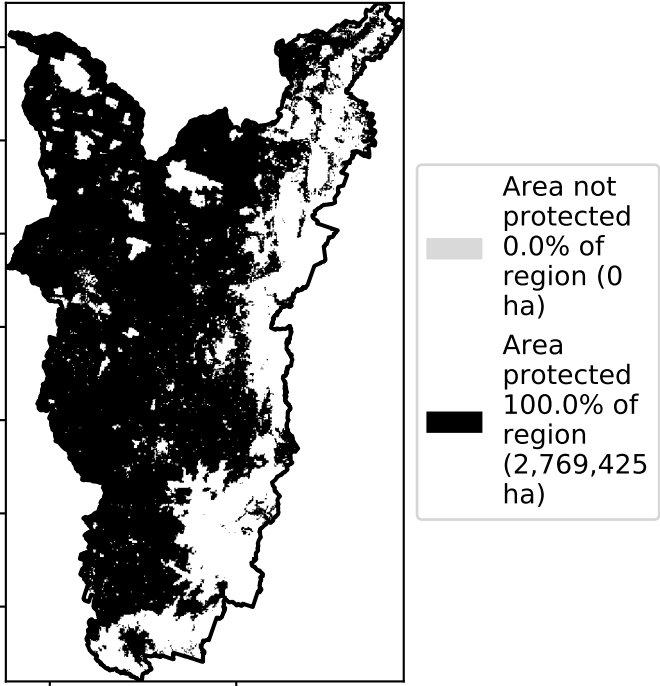 Area not
protected
0.0% of
region (0
ha)
Area
protected
100.0% of
region
(2,769,425
ha)